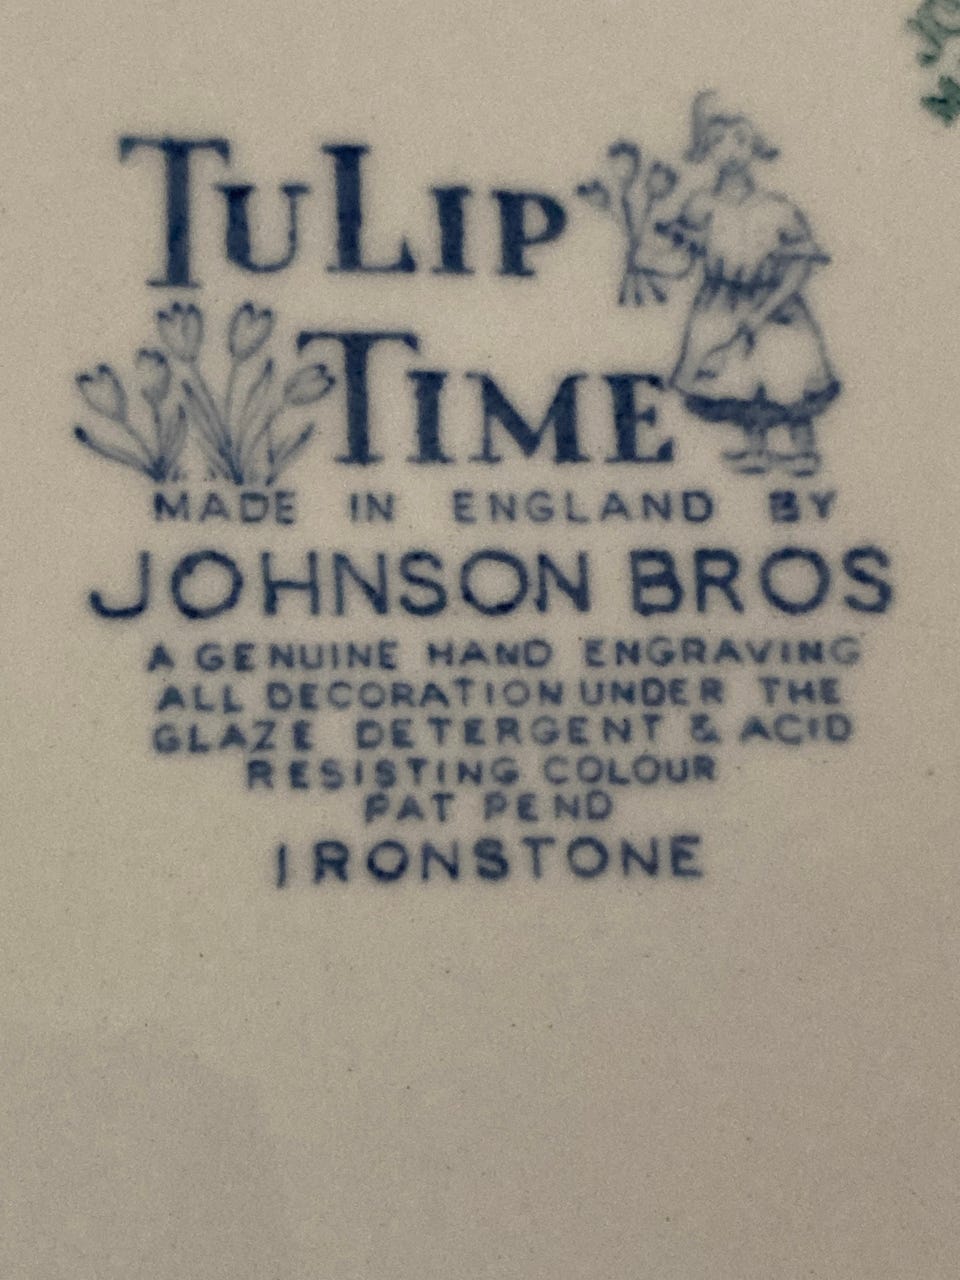 TULIP
TIME
MADE IN ENGLAND BY
JOHNSON BROS
A GENUINE HAND ENGRAVING
ALL DECORATION UNDER THE
GLAZE DETERGENT & ACID
RESISTING COLOUR
PAT PEND
IRONSTONE